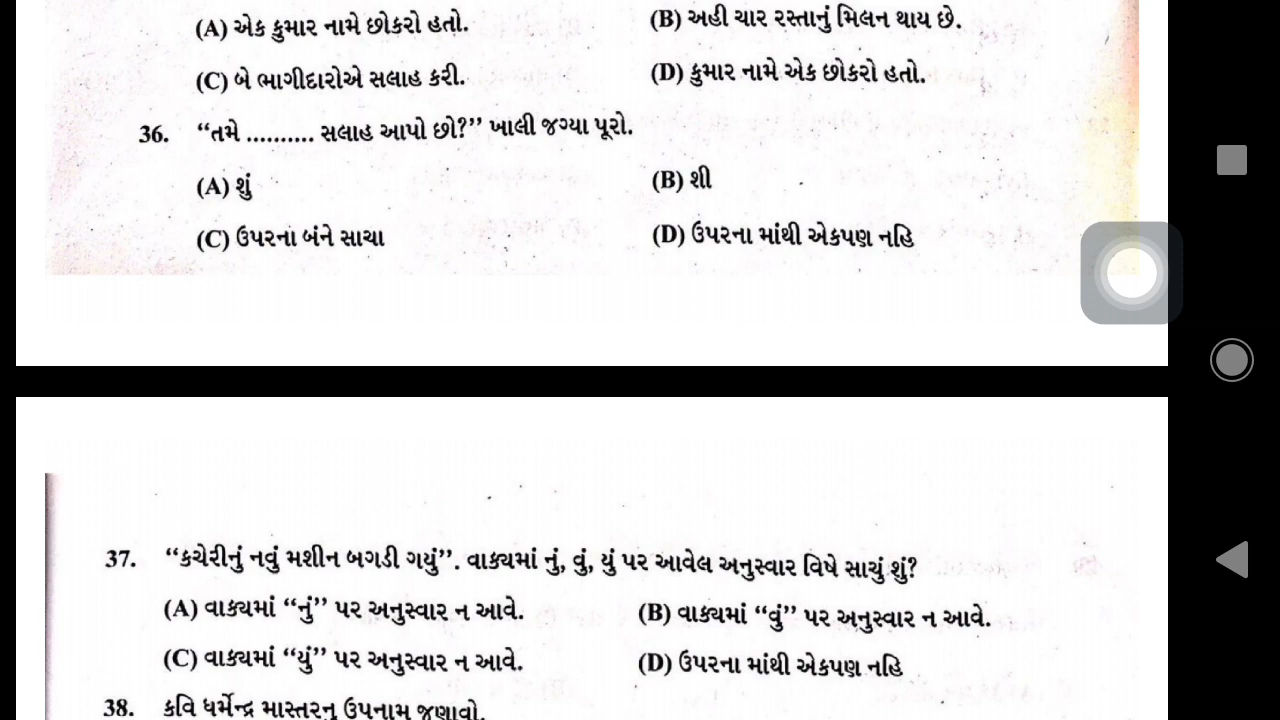 (A) એક કુમાર નામે છોકરો હતો. (B) અહી ચાર રસ્તાનું મિલન થાય છે.
(C) બે ભાગીદારોએ સલાહ કરી. (D) કુમાર નામે એક છોકરો હતો.
36. “તમે .......... સલાહ આપો છો?” ખાલી જગ્યા પૂરો.
(A) શું (B) શી
(C) ઉપરના બંને સાચા (D) ઉપરના માંથી એકપણ નહિ
37. “કચેરીનું નવું મશીન બગડી ગયું”. વાક્યમાં નું, વું, યું પર આવેલ અનુસ્વાર વિષે સાચું શું?
(A) વાક્યમાં “નું” પર અનુસ્વાર ન આવે. (B) વાક્યમાં “વું” પર અનુસ્વાર ન આવે.
(C) વાક્યમાં “યું” પર અનુસ્વાર ન આવે. (D) ઉપરના માંથી એકપણ નહિ
38. કવિ ધર્મેન્દ્ર માસ્તરનુ ઉપનામ જણાવો.